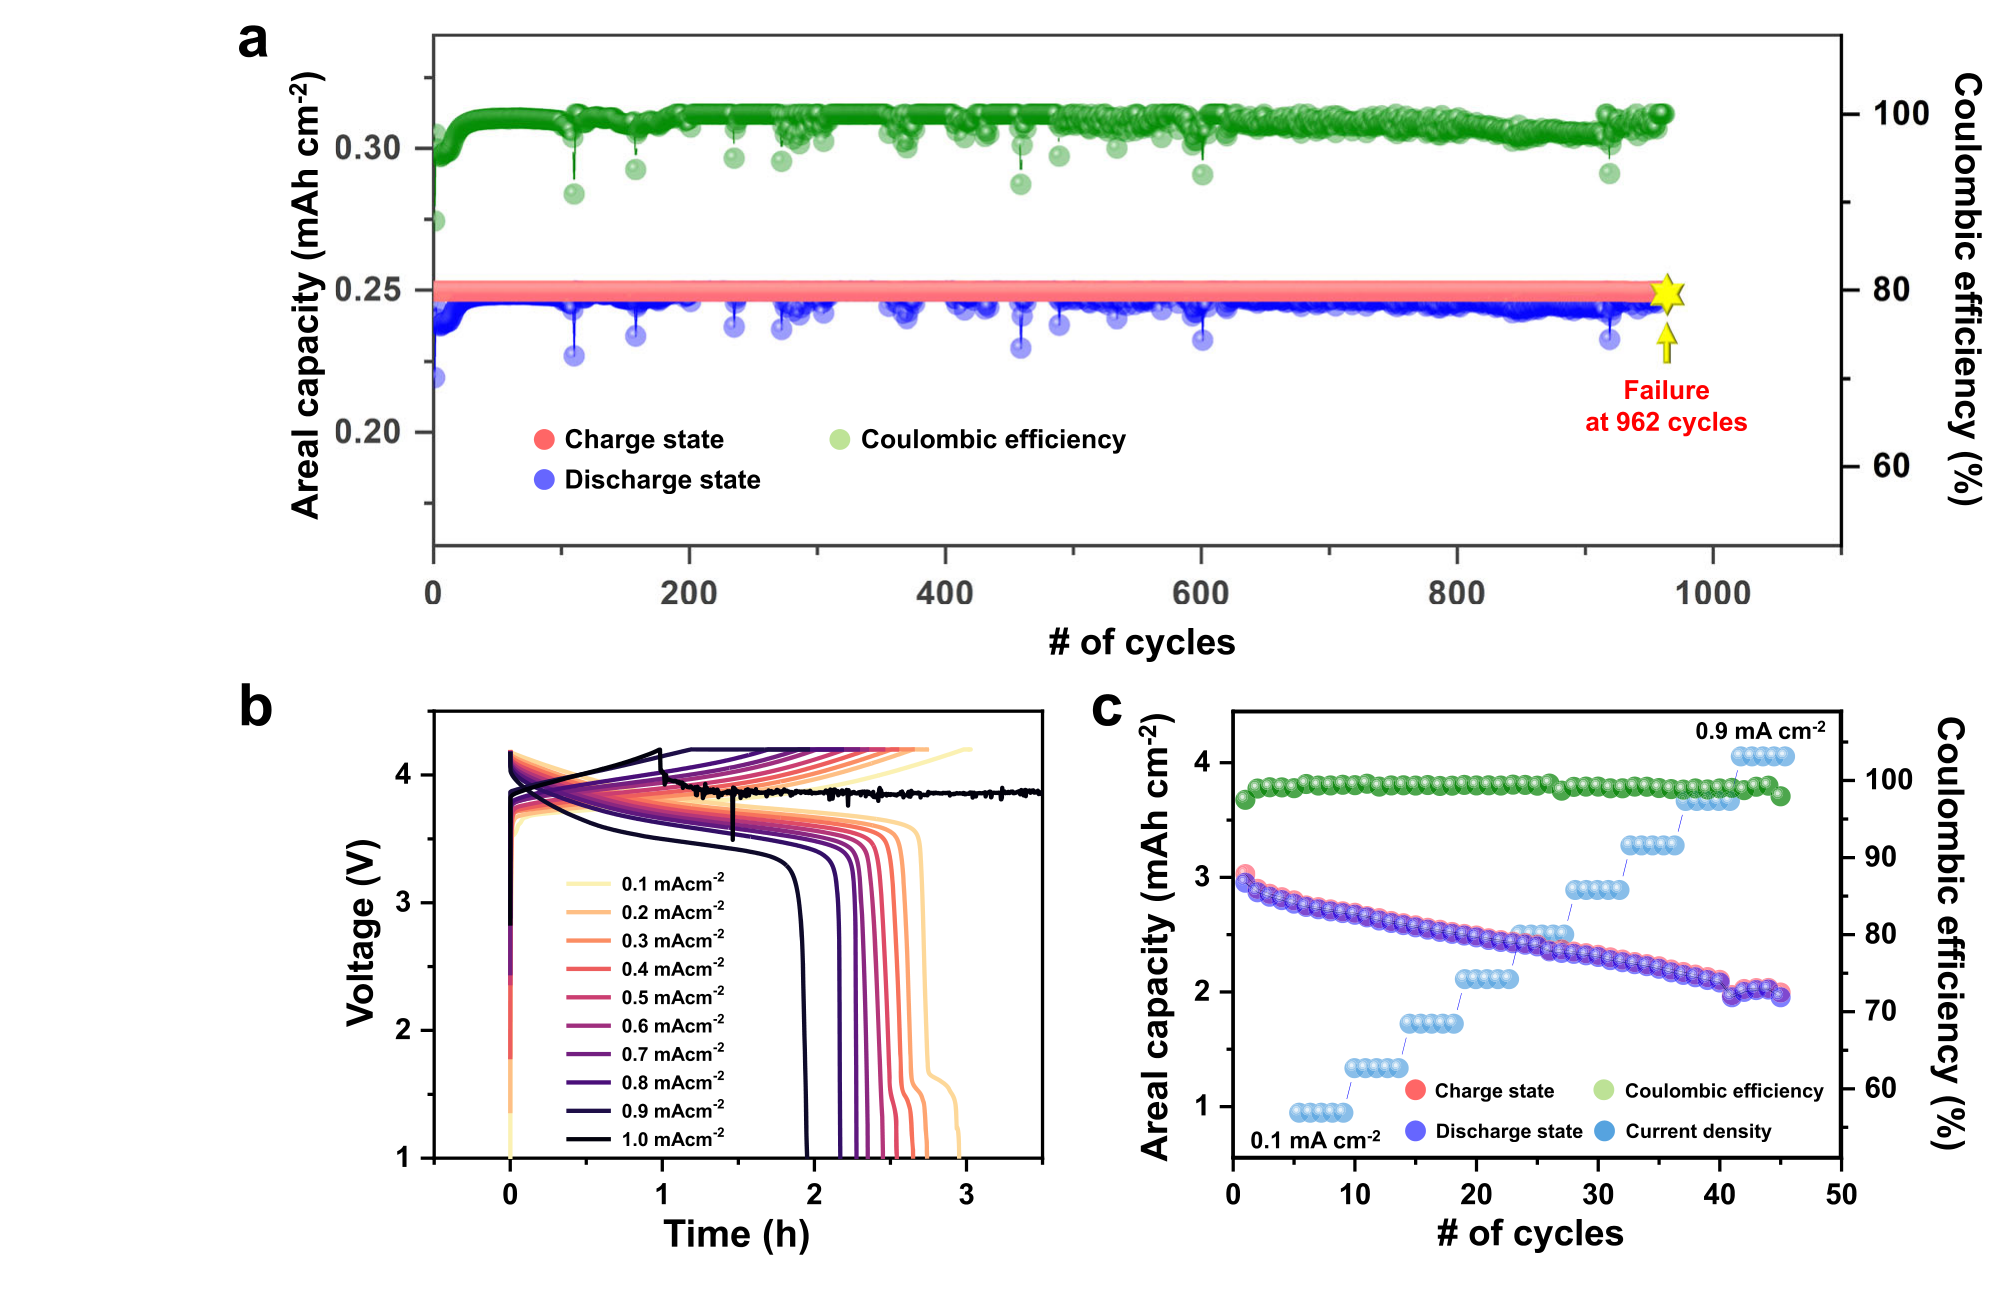 a
Areal capacity (mAh cm-2)
0.30
0.25
0.20
100
80
60
Coulombic efficiency (%)
Charge state
Coulombic efficiency
Discharge state
Failure
at 962 cycles
0 200 400 600 800 1000
# of cycles
b
Voltage (V)
4
3
2
1
0.1 mAcm-2
0.2 mAcm-2
0.3 mAcm-2
0.4 mAcm-2
0.5 mAcm-2
0.6 mAcm-2
0.7 mAcm-2
0.8 mAcm-2
0.9 mAcm-2
1.0 mAcm-2
0 1 2 3
Time (h)
c
Areal capacity (mAh cm-2)
4
3
2
1
0.9 mA cm-2
0.1 mA cm-2
Charge state
Coulombic efficiency
Discharge state
Current density
100
90
80
70
60
Coulombic efficiency (%)
0 10 20 30 40 50
# of cycles